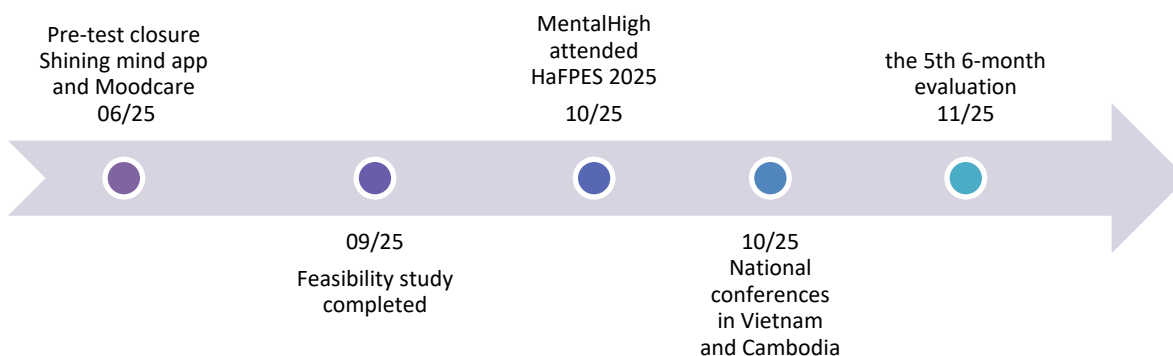 Pre-test closure
Shining mind app
and Moodcare
06/25
09/25
Feasibility study
completed
MentalHigh
attended
HaFPES 2025
10/25
10/25
National
conferences
in Vietnam
and Cambodia
the 5th 6-month
evaluation
11/25